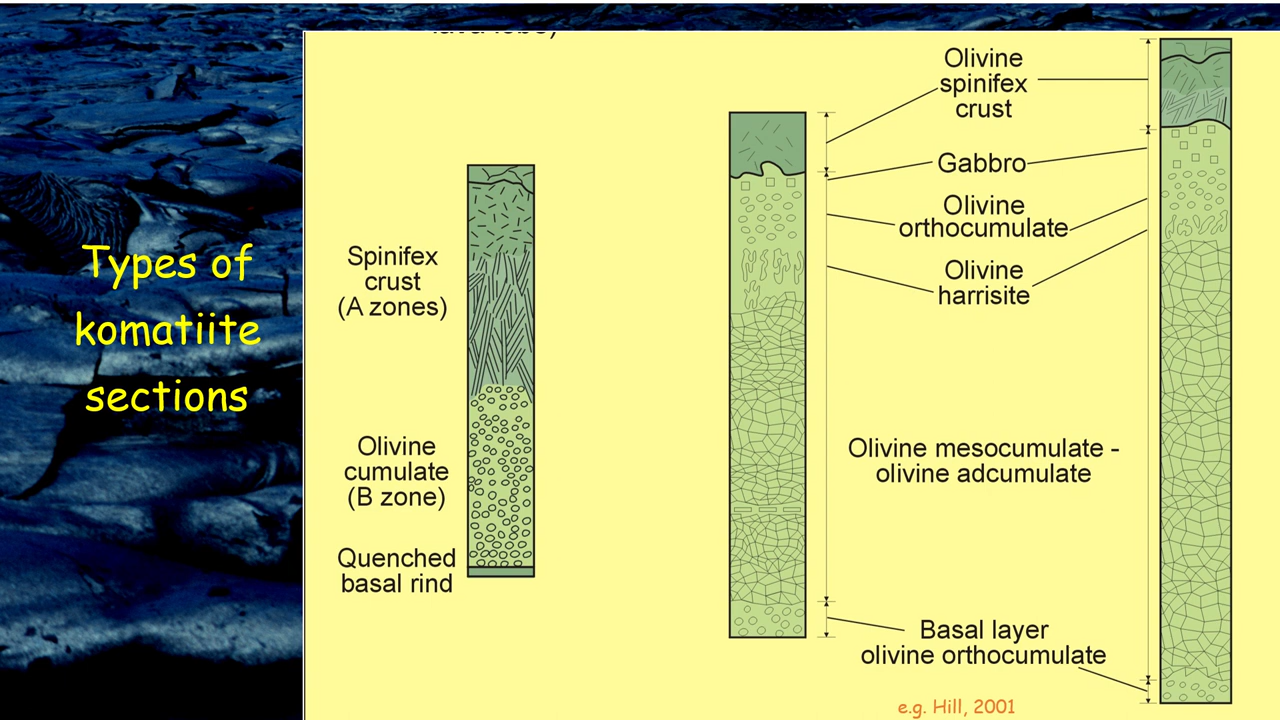 Types of
komatiite
sections
Spinifex
crust
(A zones)
Olivine
cumulate
(B zone)
Quenched
basal rind
Olivine
spinifex
crust
Gabbro
Olivine
orthocumulate
Olivine
harrisite
Olivine mesocumulate -
olivine adcumulate
Basal layer
olivine orthocumulate
e.g. Hill, 2001